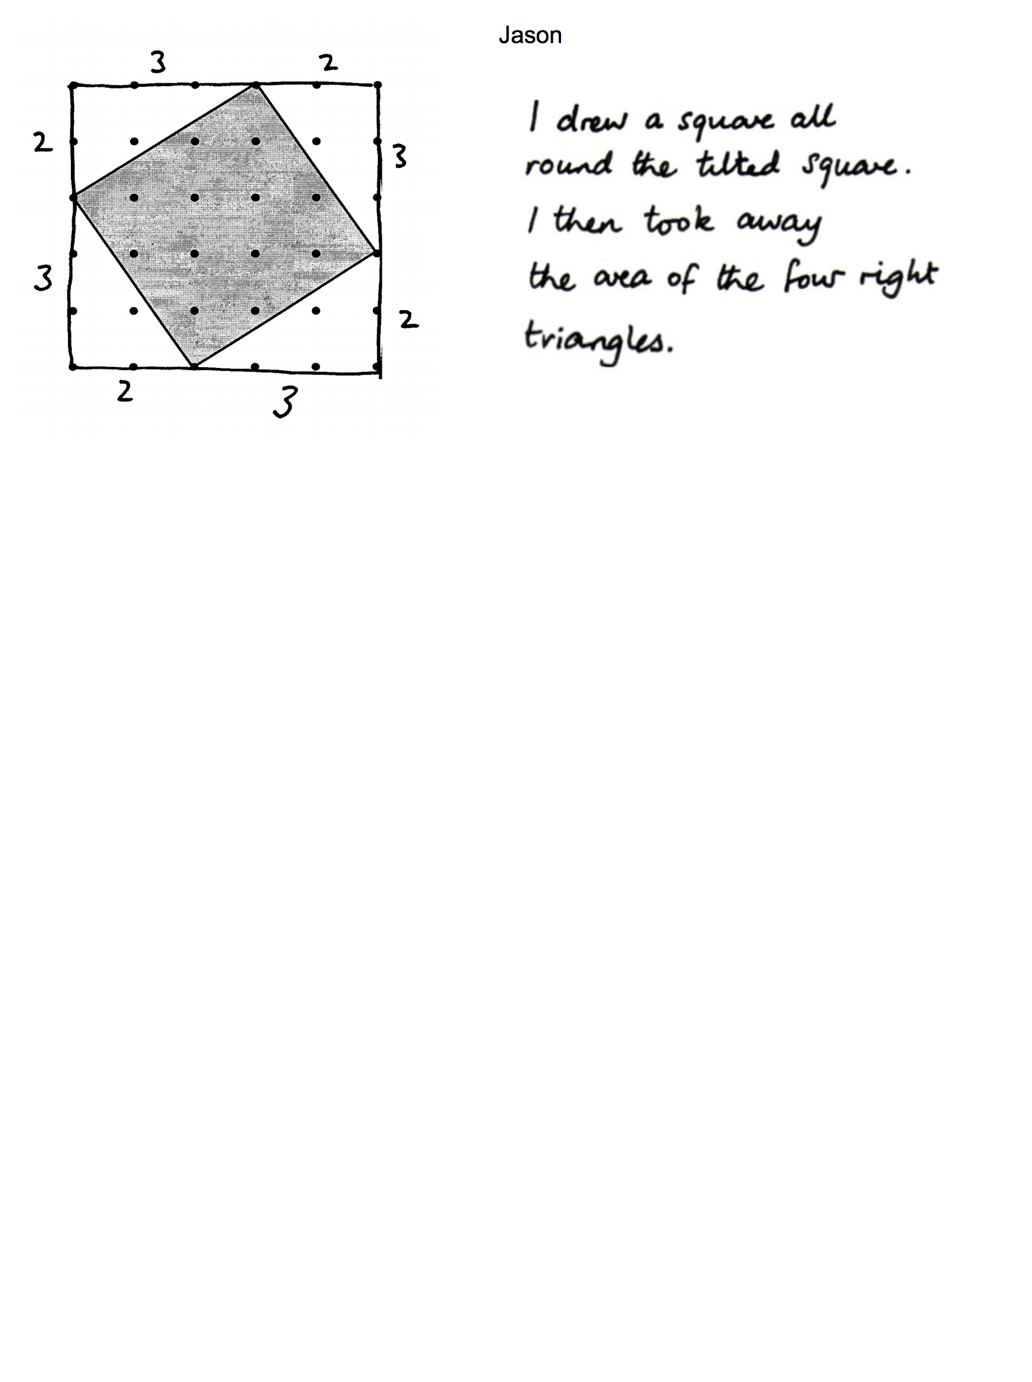 Jason
3 2
2
3
3
2
2 3
I drew a square all
round the tilted square.
I then took away
the area of the four right
triangles.